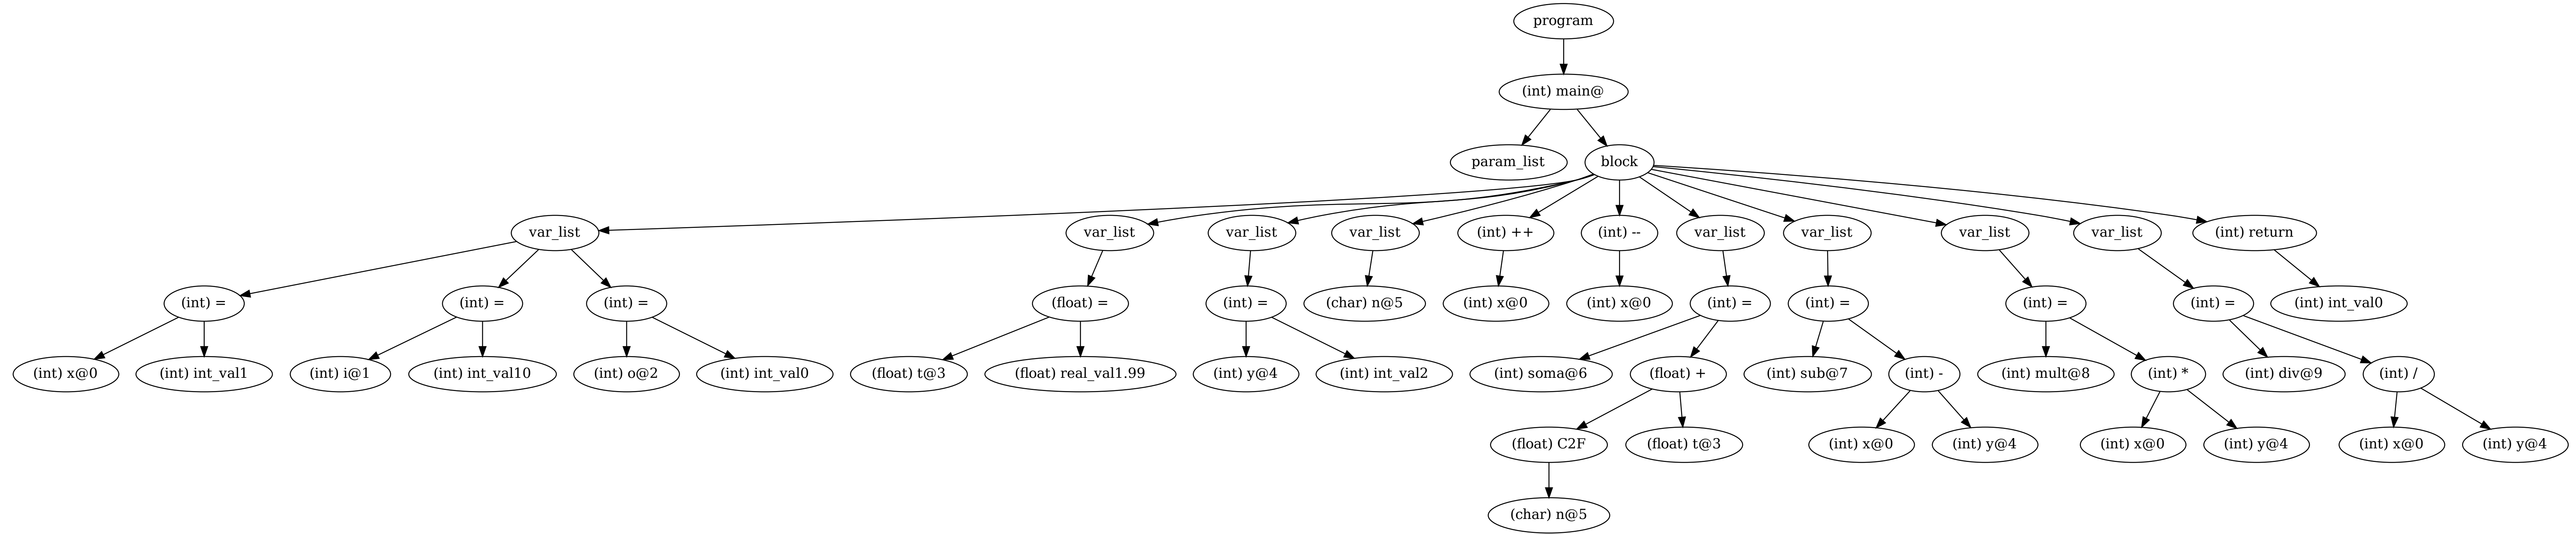 program
(int) main@
param_list
block
var_list
var_list
var_list
var_list
(int) ++
(int) --
var_list
var_list
var_list
var_list
(int) return
(int) =
(int) =
(int) =
(float) =
(int) =
(char) n@5
(int) x@0
(int) x@0
(int) =
(int) =
(int) =
(int) =
(int) int_val0
(int) x@0
(int) int_val1
(int) i@1
(int) int_val10
(int) o@2
(int) int_val0
(float) t@3
(float) real_val1.99
(int) y@4
(int) int_val2
(int) soma@6
(float) +
(int) sub@7
(int) -
(int) mult@8
(int) *
(int) div@9
(int) /
(float) C2F
(float) t@3
(int) x@0
(int) y@4
(int) x@0
(int) y@4
(int) x@0
(int) y@4
(char) n@5